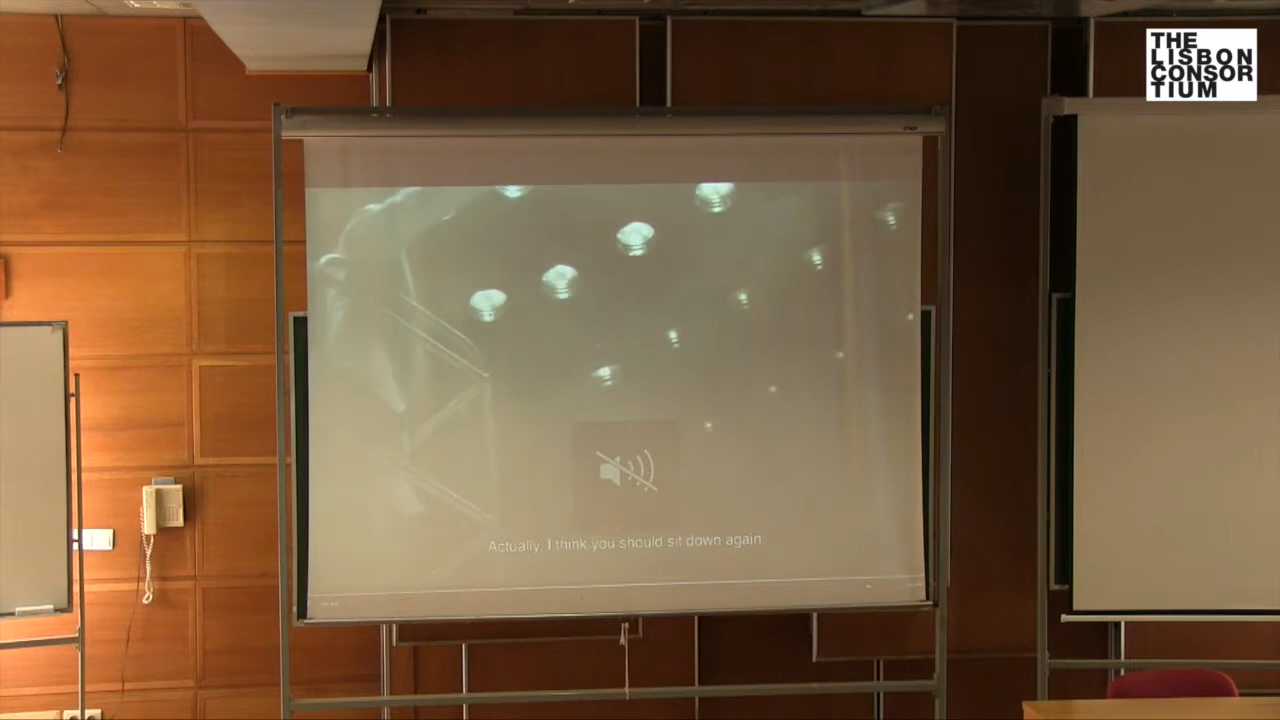 THE
LISBON
CONSOR
TIUM
Actually, I think you should sit down again.